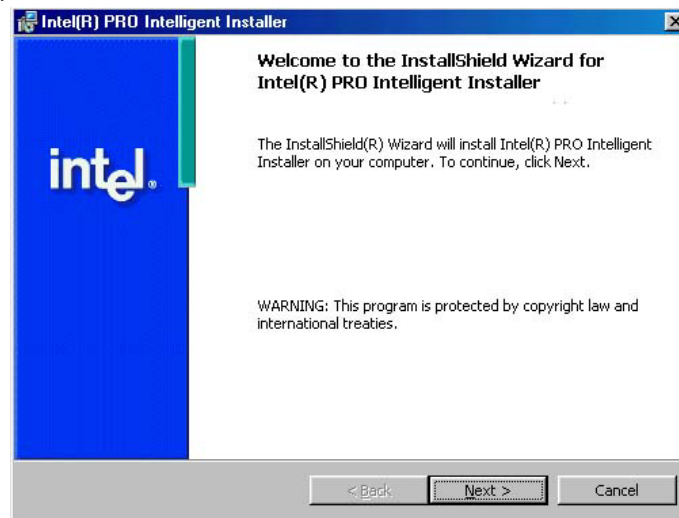 Intel(R) PRO Intelligent Installer
Welcome to the InstallShield Wizard for
Intel(R) PRO Intelligent Installer
The InstallShield(R) Wizard will install Intel(R) PRO Intelligent
Installer on your computer. To continue, click Next.
intel®
WARNING: This program is protected by copyright law and
international treaties.
< Back
Next >
Cancel